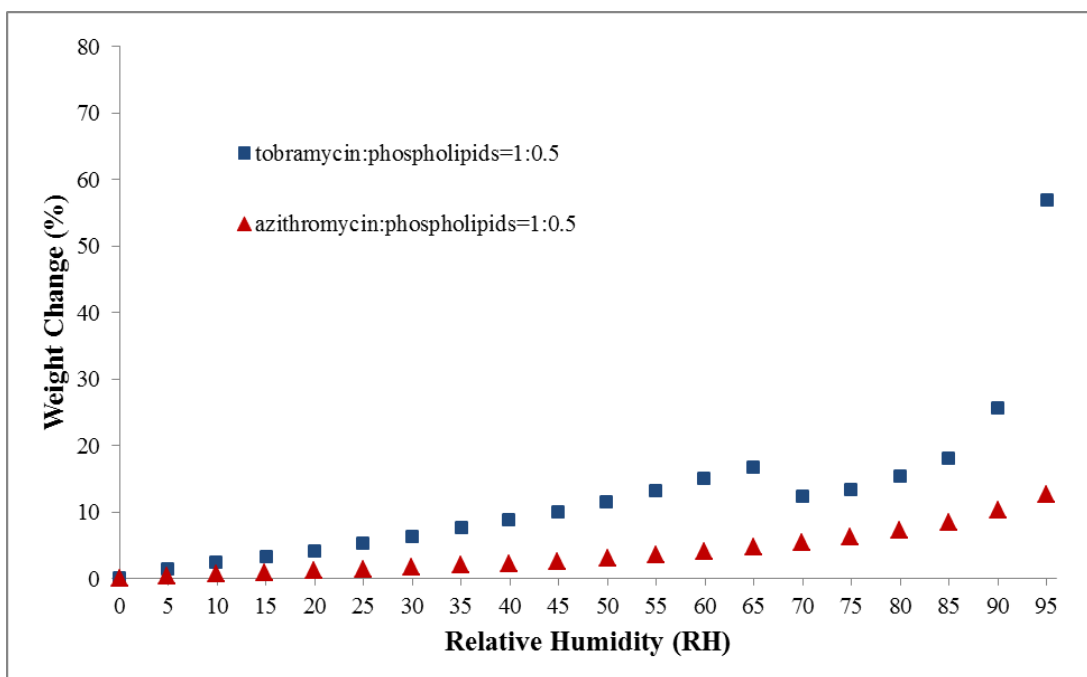 80
70
60
50
40
30
20
10
0
Weight Change (%)
tobramycin:phospholipids=1:0.5
azithromycin:phospholipids=1:0.5
0 5 10 15 20 25 30 35 40 45 50 55 60 65 70 75 80 85 90 95
Relative Humidity (RH)